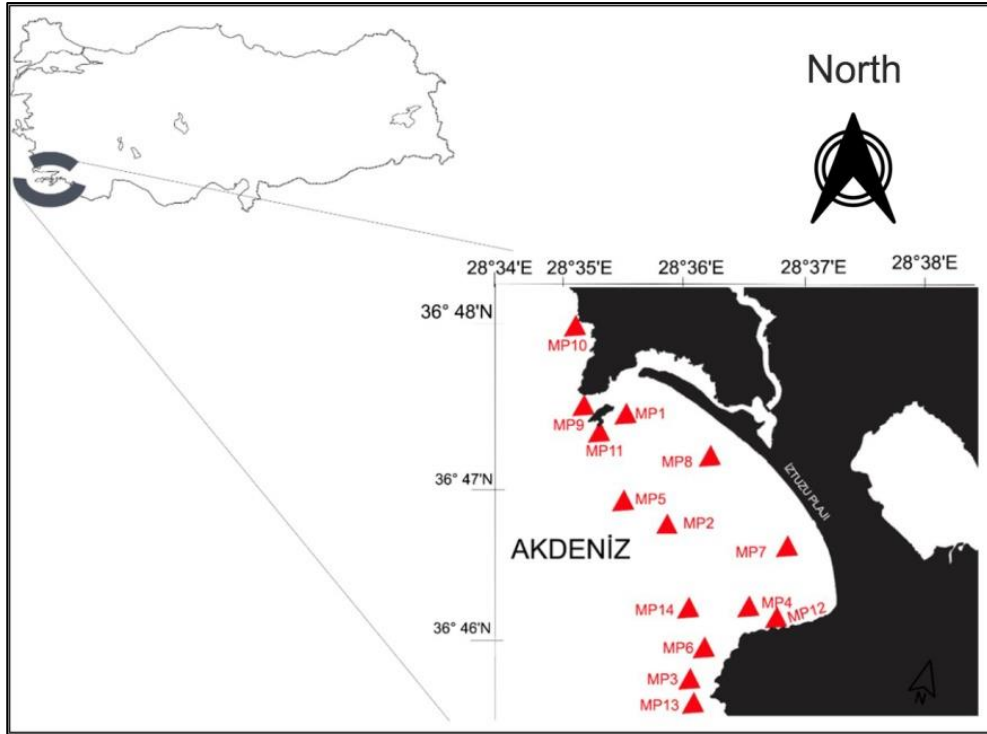 North
28°34'E 28°35'E 28°36'E 28°37'E 28°38'E
36° 48'N
MP10
MP9
MP1
MP11
MP8
36° 47'N
MP5
MP2
İZTUZU PLAJI
AKDENİZ
MP7
MP14
MP4
MP12
36° 46'N
MP6
MP3
MP13
N